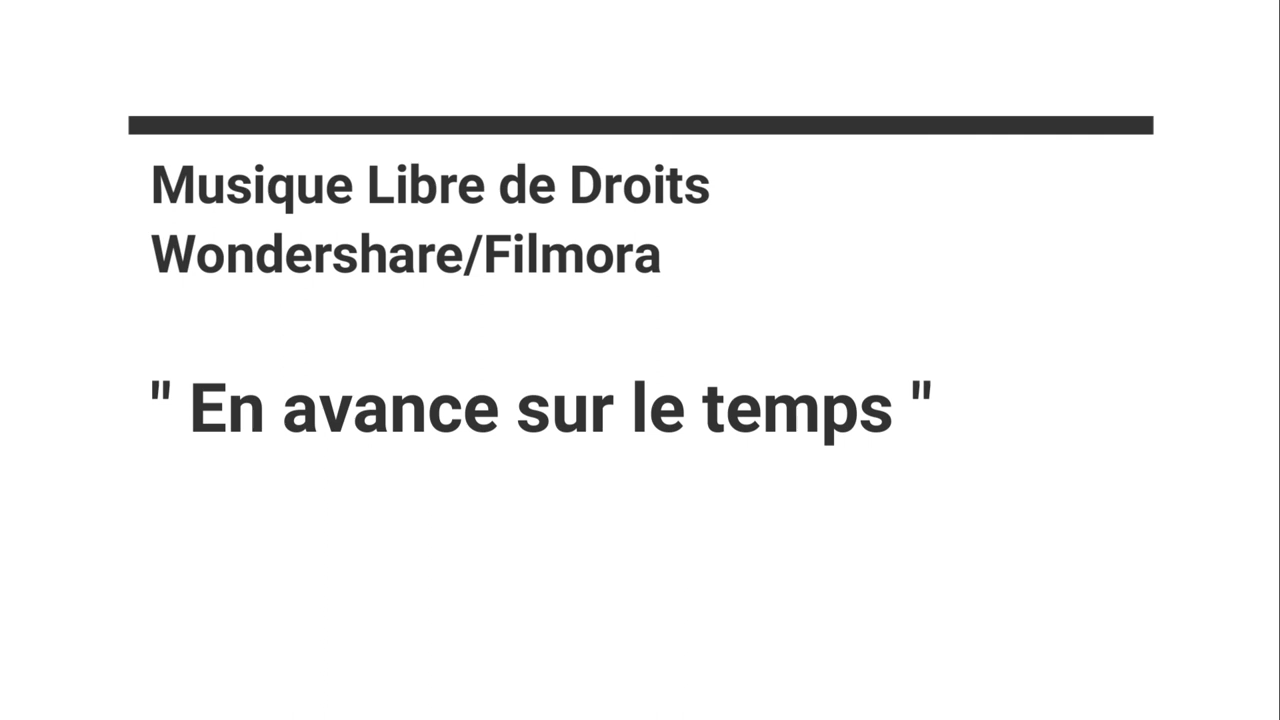 Musique Libre de Droits
Wondershare/Filmora
" En avance sur le temps "